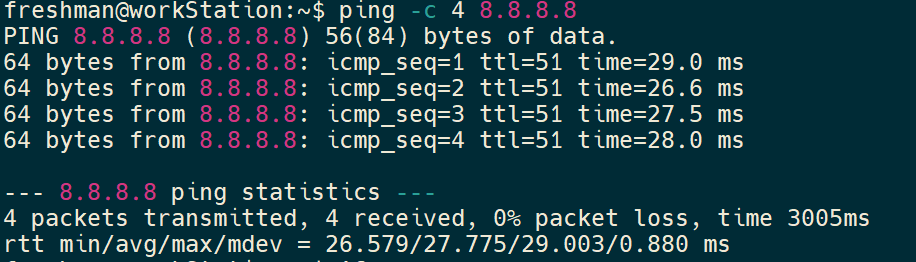 freshman@workStation:~$ ping -c 4 8.8.8.8
PING 8.8.8.8 (8.8.8.8) 56(84) bytes of data.
64 bytes from 8.8.8.8: icmp_seq=1 ttl=51 time=29.0 ms
64 bytes from 8.8.8.8: icmp_seq=2 ttl=51 time=26.6 ms
64 bytes from 8.8.8.8: icmp_seq=3 ttl=51 time=27.5 ms
64 bytes from 8.8.8.8: icmp_seq=4 ttl=51 time=28.0 ms
--- 8.8.8.8 ping statistics ---
4 packets transmitted, 4 received, 0% packet loss, time 3005ms
rtt min/avg/max/mdev = 26.579/27.775/29.003/0.880 ms